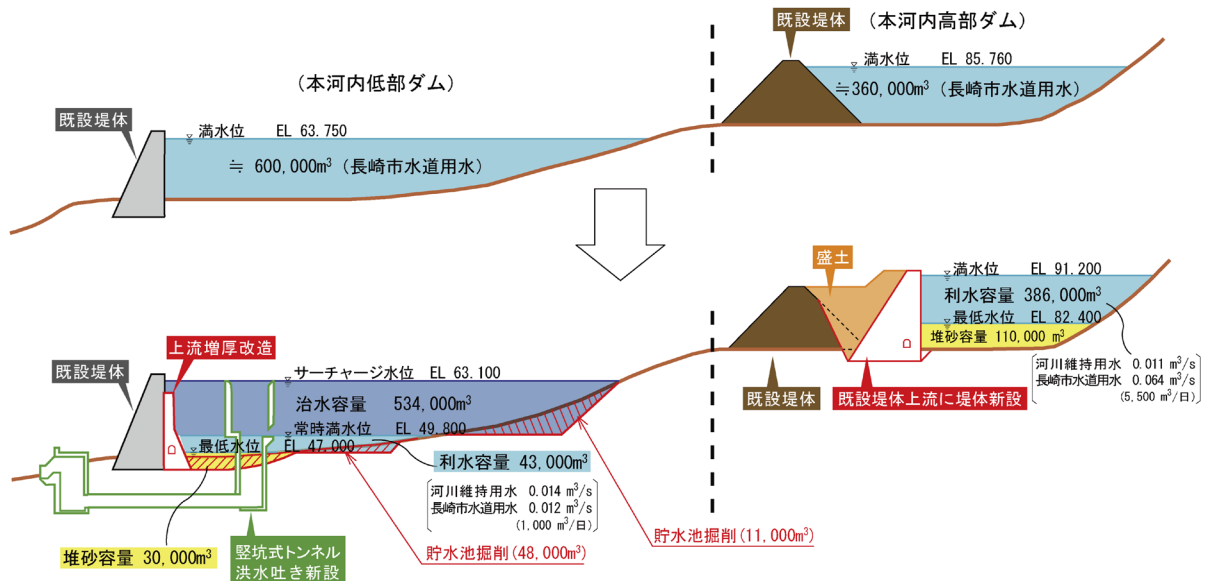 (本河内低部ダム)
既設堤体
満水位 EL 63.750
≒ 600,000m³（長崎市水道用水）
(本河内高部ダム)
既設堤体
満水位 EL 85.760
≒360,000m³（長崎市水道用水）
上流増厚改造
既設堤体
サーチャージ水位 EL 63.100
治水容量 534,000m³
常時満水位 EL 49.800
最低水位 EL 47.000
利水容量 43,000m³
河川維持用水 0.014 m³/s
長崎市水道用水 0.012 m³/s
(1,000 m³/日)
堆砂容量 30,000m³
竪坑式トンネル
洪水吐き新設
貯水池掘削(48,000m³)
貯水池掘削(11,000m³)
盛土
満水位 EL 91.200
利水容量 386,000m³
最低水位 EL 82.400
堆砂容量 110,000 m³
既設堤体
既設堤体上流に堤体新設
河川維持用水 0.011 m³/s
長崎市水道用水 0.064 m³/s
(5,500 m³/日)